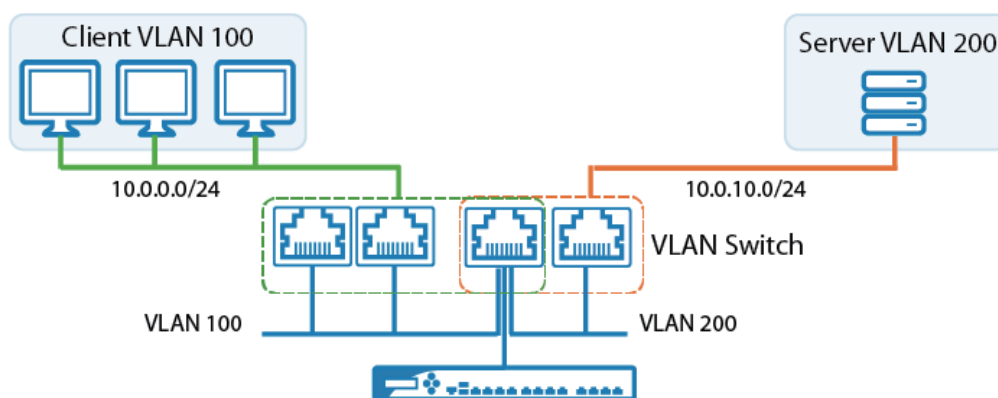 Client VLAN 100
Server VLAN 200
10.0.0.0/24
10.0.10.0/24
VLAN Switch
VLAN 100
VLAN 200